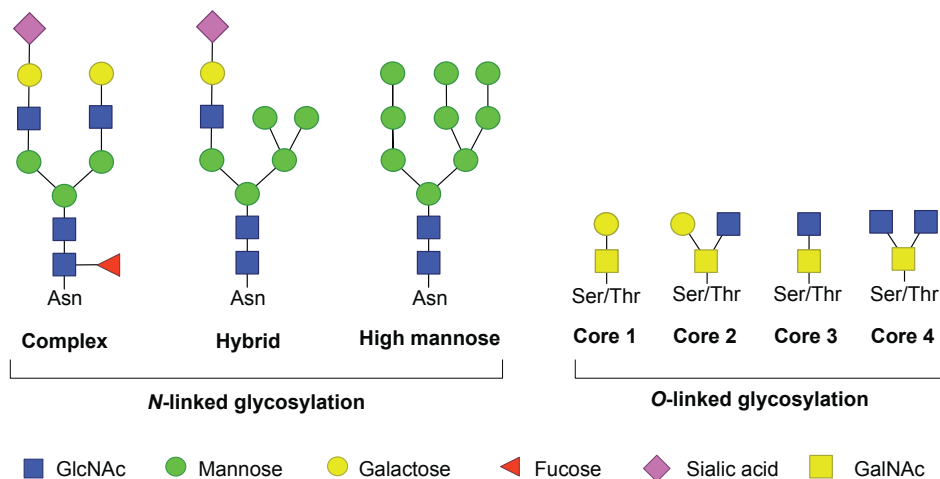 Asn Asn Asn Ser/Thr Ser/Thr Ser/Thr Ser/Thr
Complex Hybrid High mannose Core 1 Core 2 Core 3 Core 4
N-linked glycosylation O-linked glycosylation
GlcNAc Mannose Galactose Fucose Sialic acid GalNAc